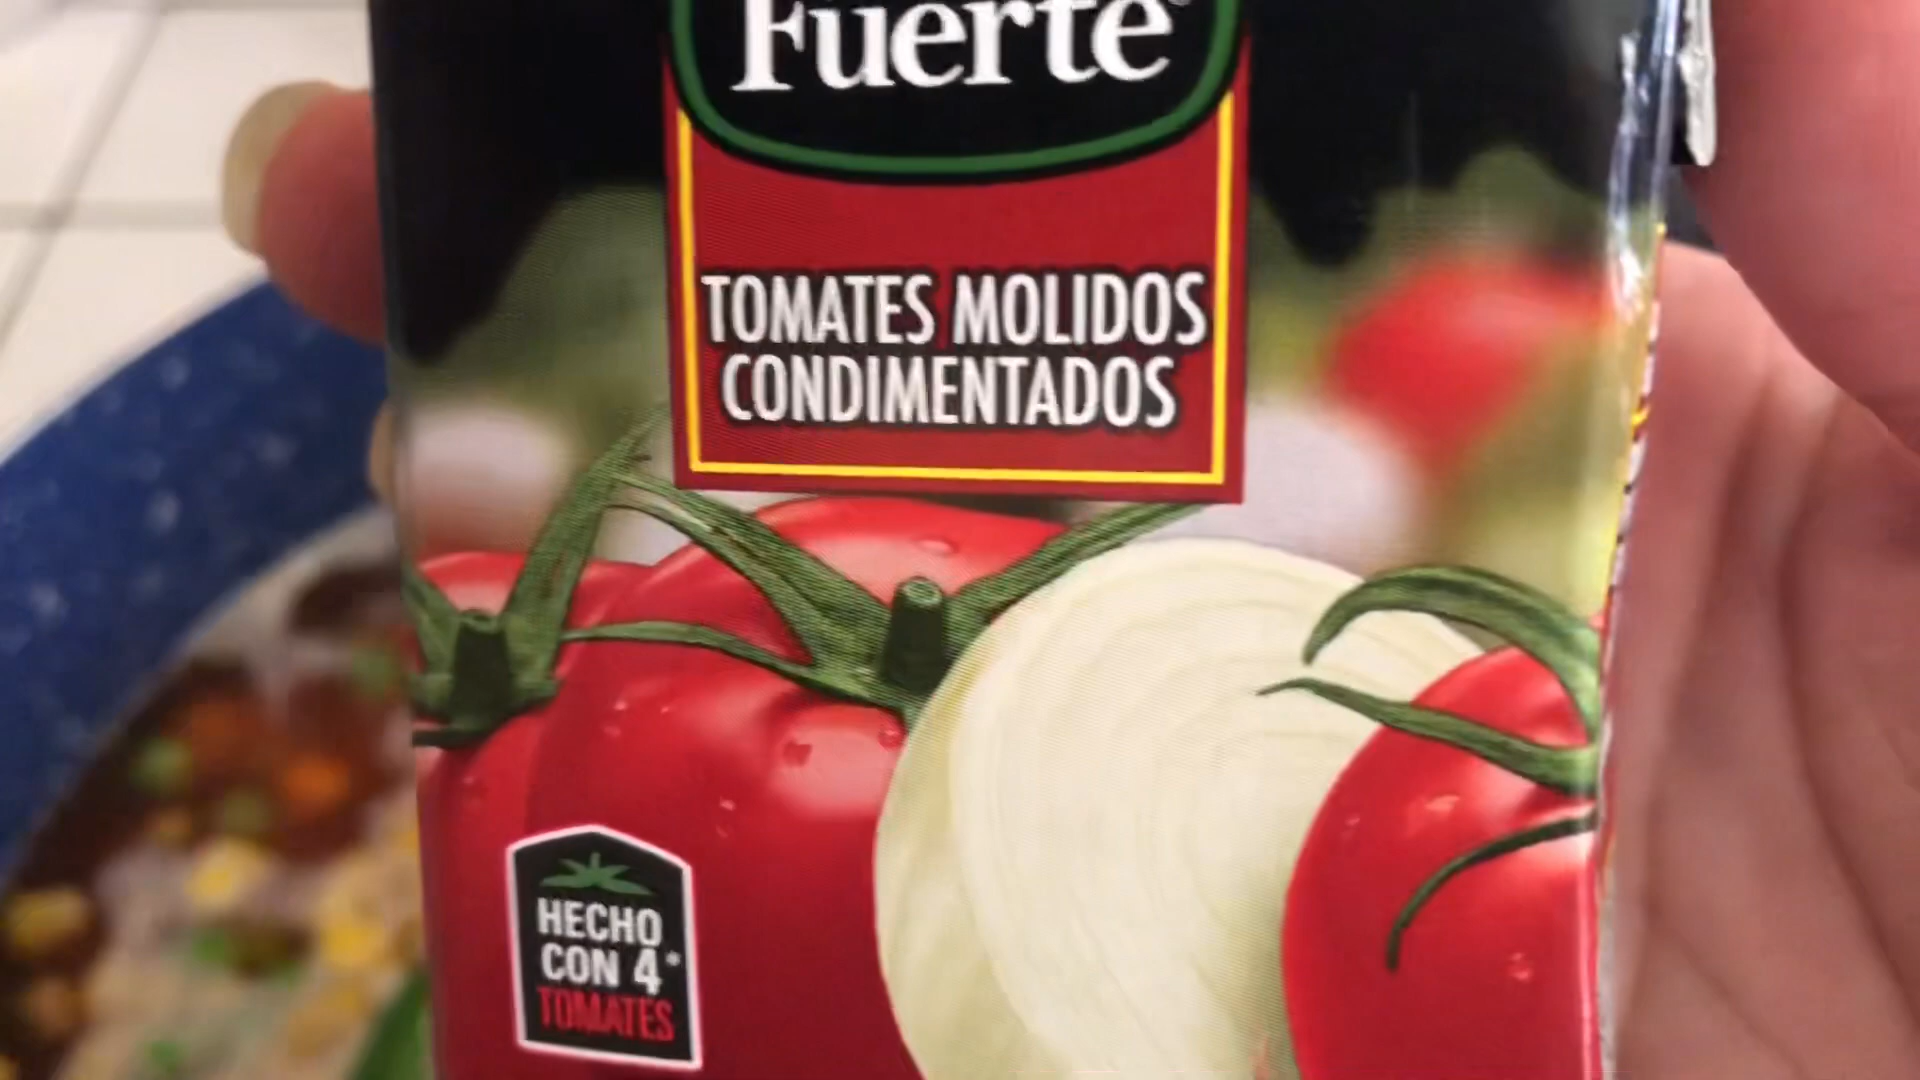 Fuerte
TOMATES MOLIDOS
CONDIMENTADOS
HECHO
CON 4*
TOMATES